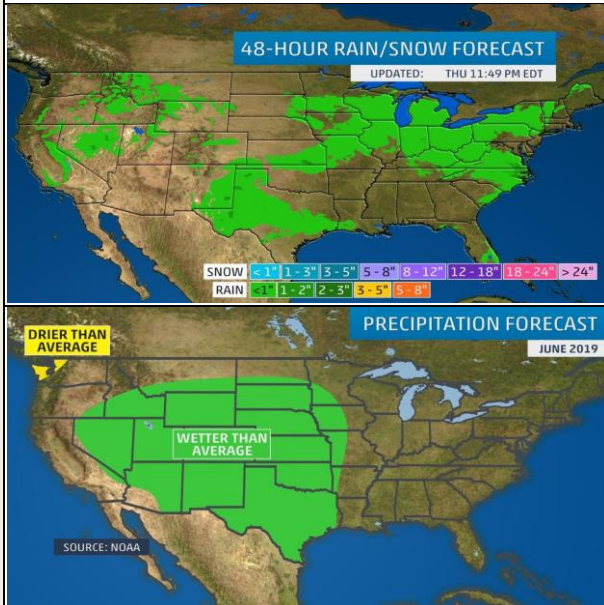 48-HOUR RAIN/SNOW FORECAST
UPDATED: THU 11:49 PM EDT
SNOW <1" 1 - 3" 3 - 5" 5 - 8" 8 - 12" 12 - 18" 18 - 24" > 24"
RAIN <1" 1 - 2" 2 - 3" 3 - 5" 5 - 8"
DRIER THAN
AVERAGE
PRECIPITATION FORECAST
JUNE 2019
WETTER THAN
AVERAGE
SOURCE: NOAA